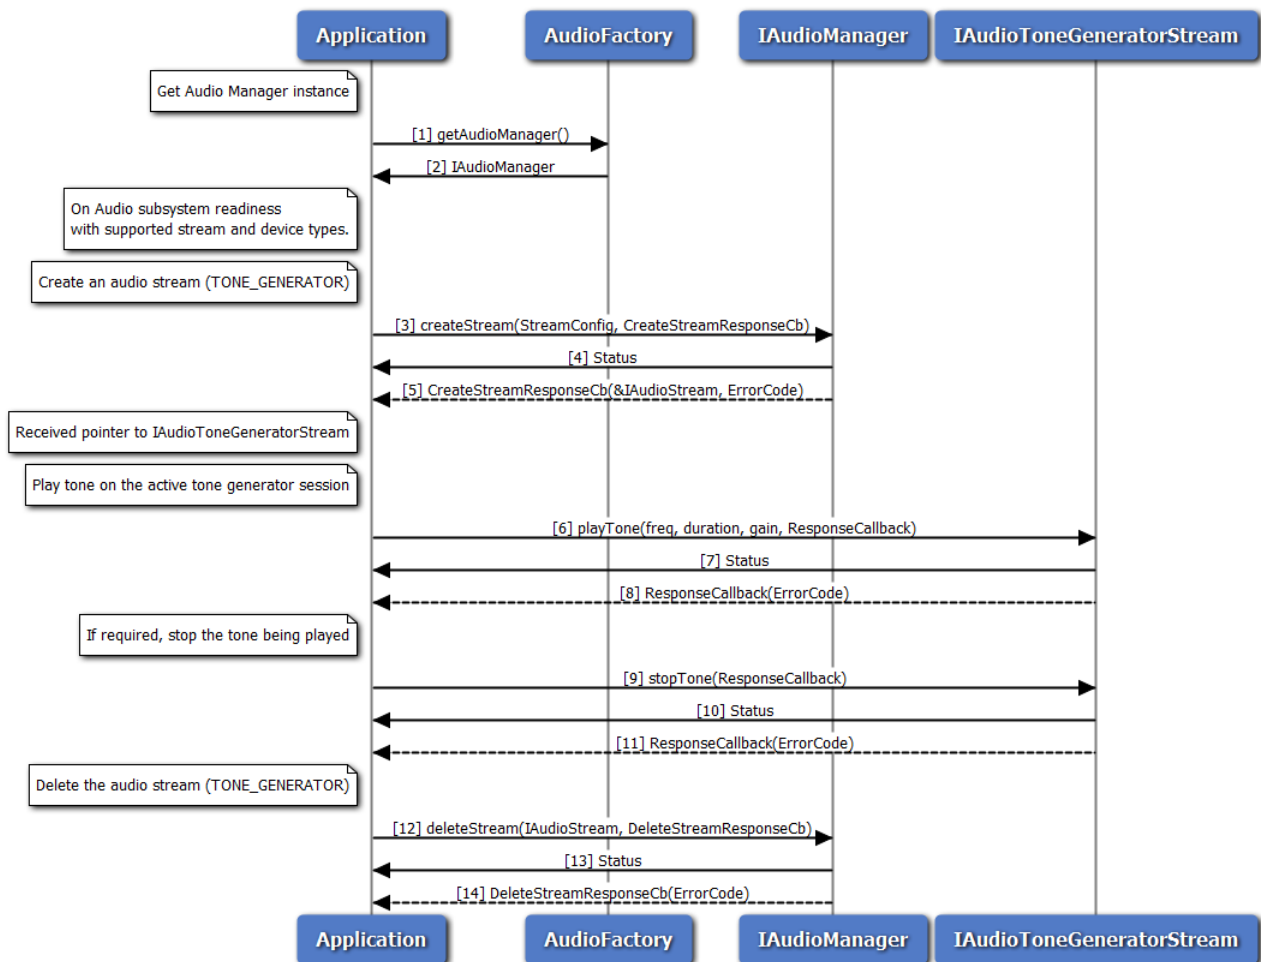 Application
AudioFactory
IAudioManager
IAudioToneGeneratorStream
Get Audio Manager instance
[1] getAudioManager()
[2] IAudioManager
On Audio subsystem readiness
with supported stream and device types.
Create an audio stream (TONE_GENERATOR)
[3] createStream(StreamConfig, CreateStreamResponseCb)
[4] Status
[5] CreateStreamResponseCb(&IAudioStream, ErrorCode)
Received pointer to IAudioToneGeneratorStream
Play tone on the active tone generator session
[6] playTone(freq, duration, gain, ResponseCallback)
[7] Status
[8] ResponseCallback(ErrorCode)
If required, stop the tone being played
[9] stopTone(ResponseCallback)
[10] Status
[11] ResponseCallback(ErrorCode)
Delete the audio stream (TONE_GENERATOR)
[12] deleteStream(IAudioStream, DeleteStreamResponseCb)
[13] Status
[14] DeleteStreamResponseCb(ErrorCode)
Application
AudioFactory
IAudioManager
IAudioToneGeneratorStream